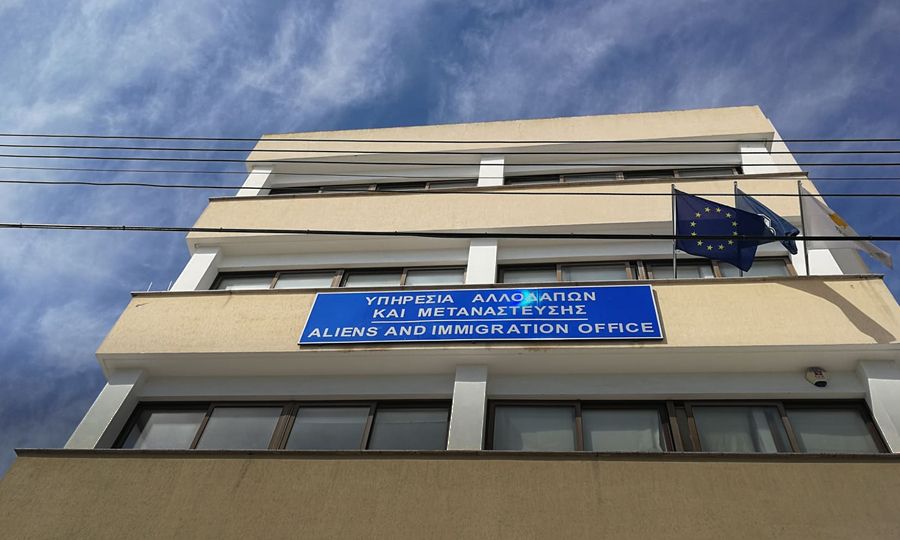 ΥΠΗΡΕΣΙΑ ΑΛΛΟΔΑΠΩΝ
ΚΑΙ ΜΕΤΑΝΑΣΤΕΥΣΗΣ
ALIENS AND IMMIGRATION OFFICE